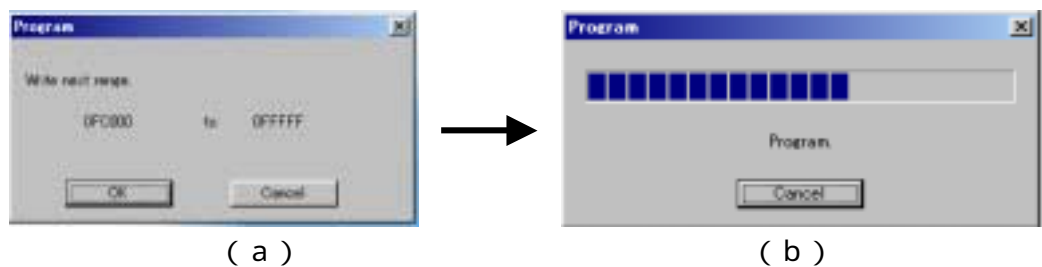 Program
Write next range.
0FC000 to 0FFFFF
OK Cancel
(a)
Program
Program.
Cancel
(b)